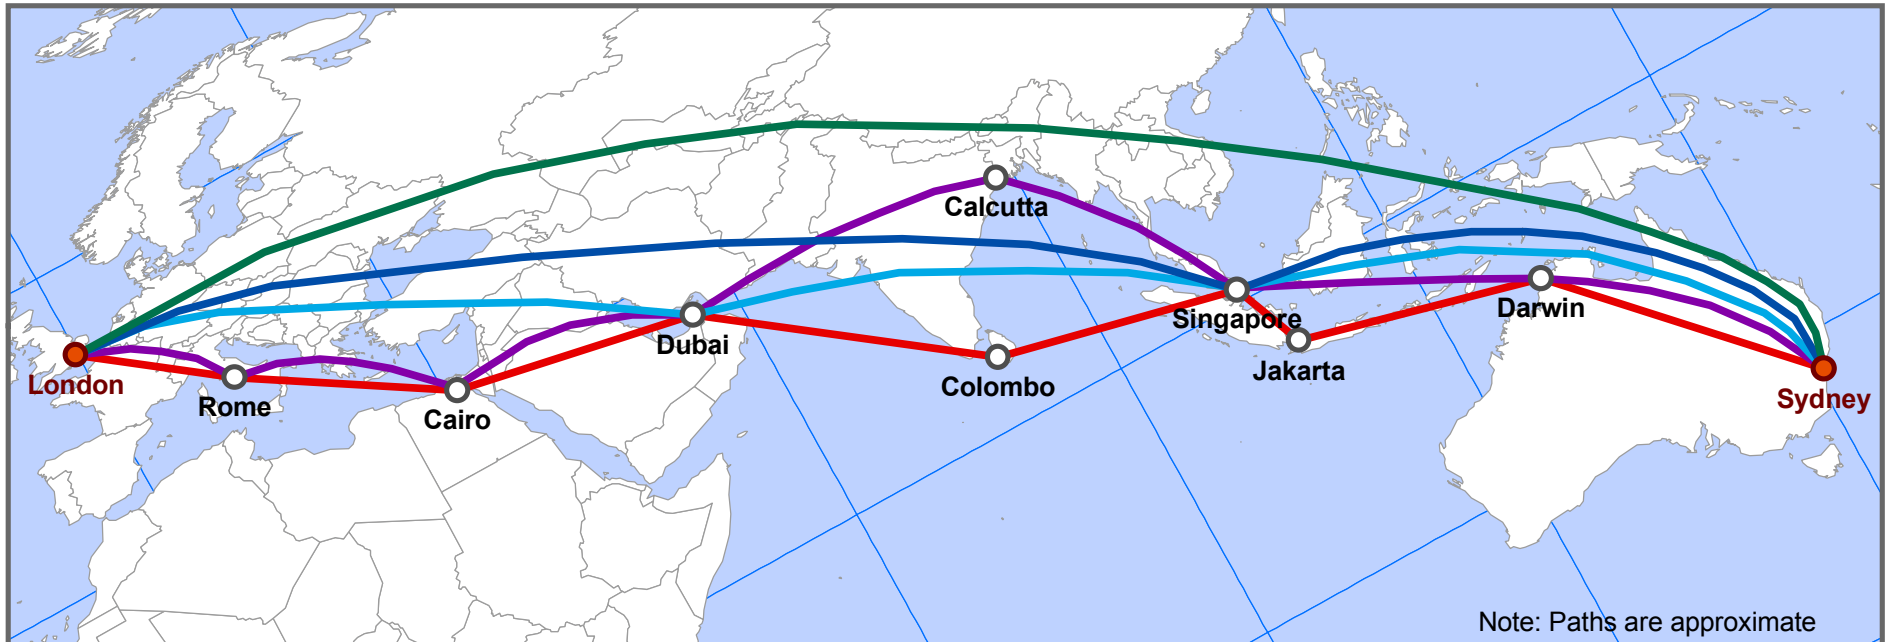 Calcutta
Singapore
Darwin
Dubai
Jakarta
London
Colombo
Sydney
Rome
Cairo
Note: Paths are approximate